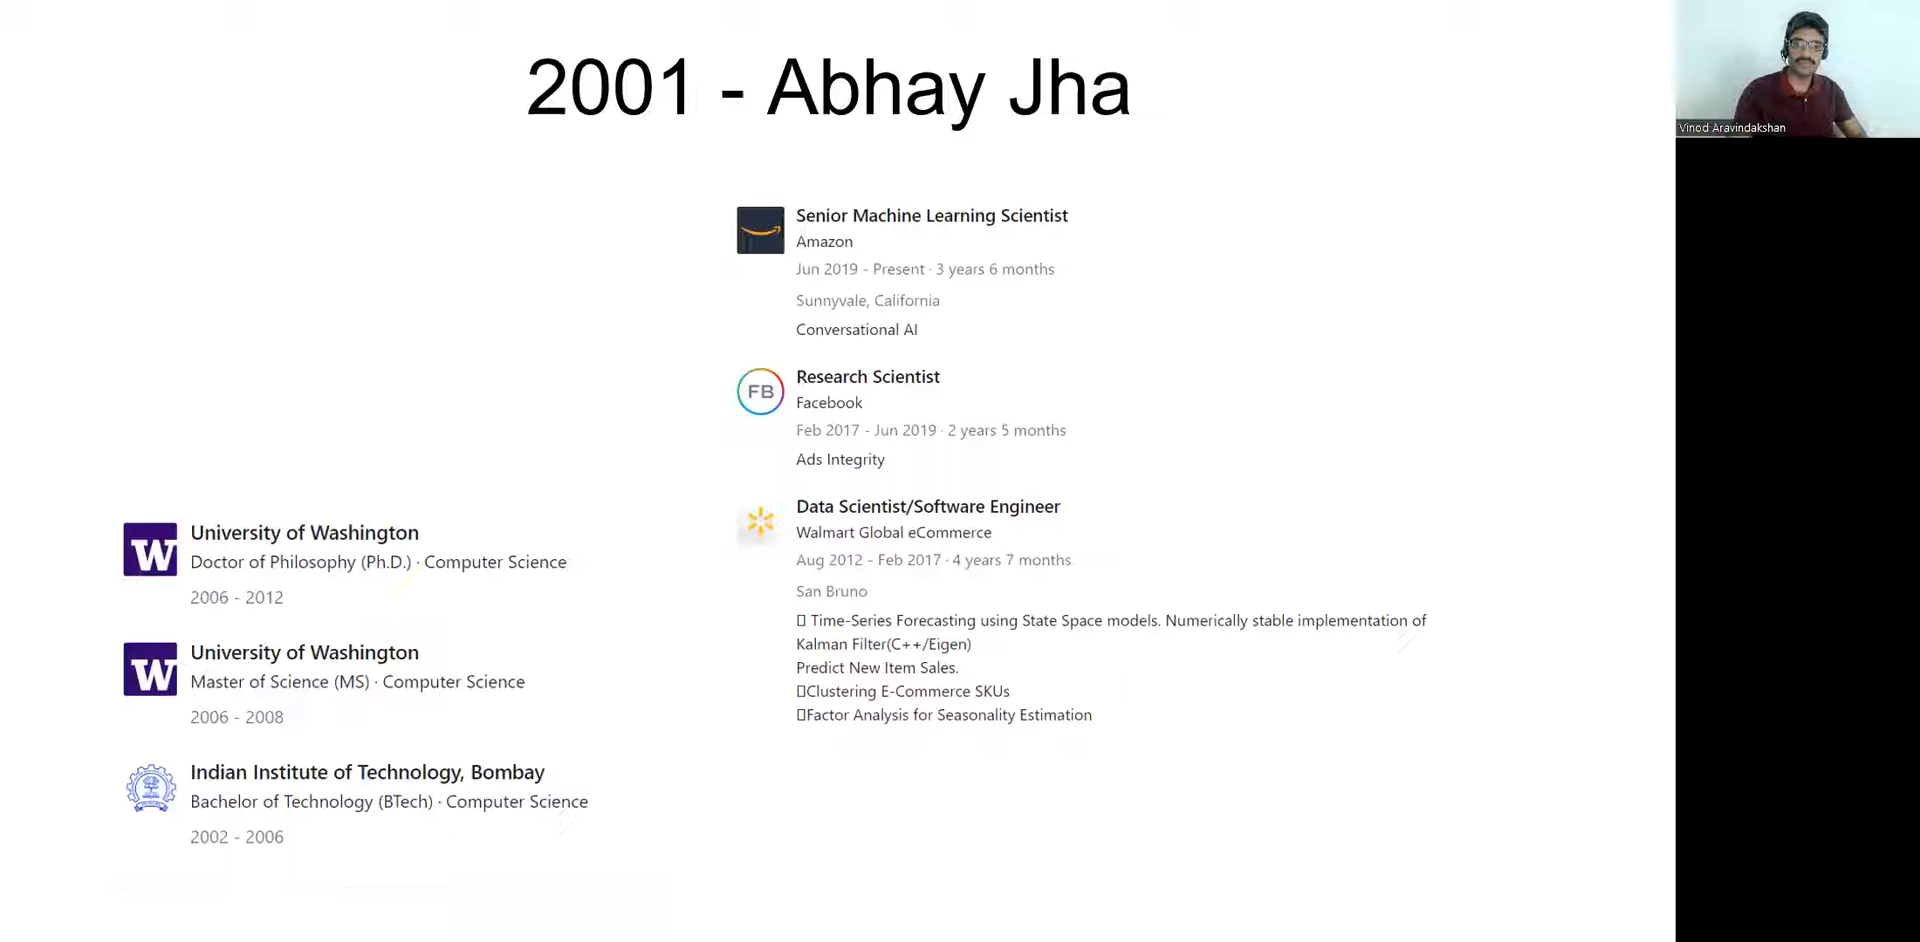 2001 - Abhay Jha
Vinod Aravindakshan
Senior Machine Learning Scientist
Amazon
Jun 2019 - Present · 3 years 6 months
Sunnyvale, California
Conversational AI
FB
Research Scientist
Facebook
Feb 2017 - Jun 2019 · 2 years 5 months
Ads Integrity
Data Scientist/Software Engineer
Walmart Global eCommerce
Aug 2012 - Feb 2017 · 4 years 7 months
San Bruno
▯ Time-Series Forecasting using State Space models. Numerically stable implementation of
Kalman Filter(C++/Eigen)
Predict New Item Sales.
▯Clustering E-Commerce SKUs
▯Factor Analysis for Seasonality Estimation
W
University of Washington
Doctor of Philosophy (Ph.D.) · Computer Science
2006 - 2012
W
University of Washington
Master of Science (MS) · Computer Science
2006 - 2008
Indian Institute of Technology, Bombay
Bachelor of Technology (BTech) · Computer Science
2002 - 2006